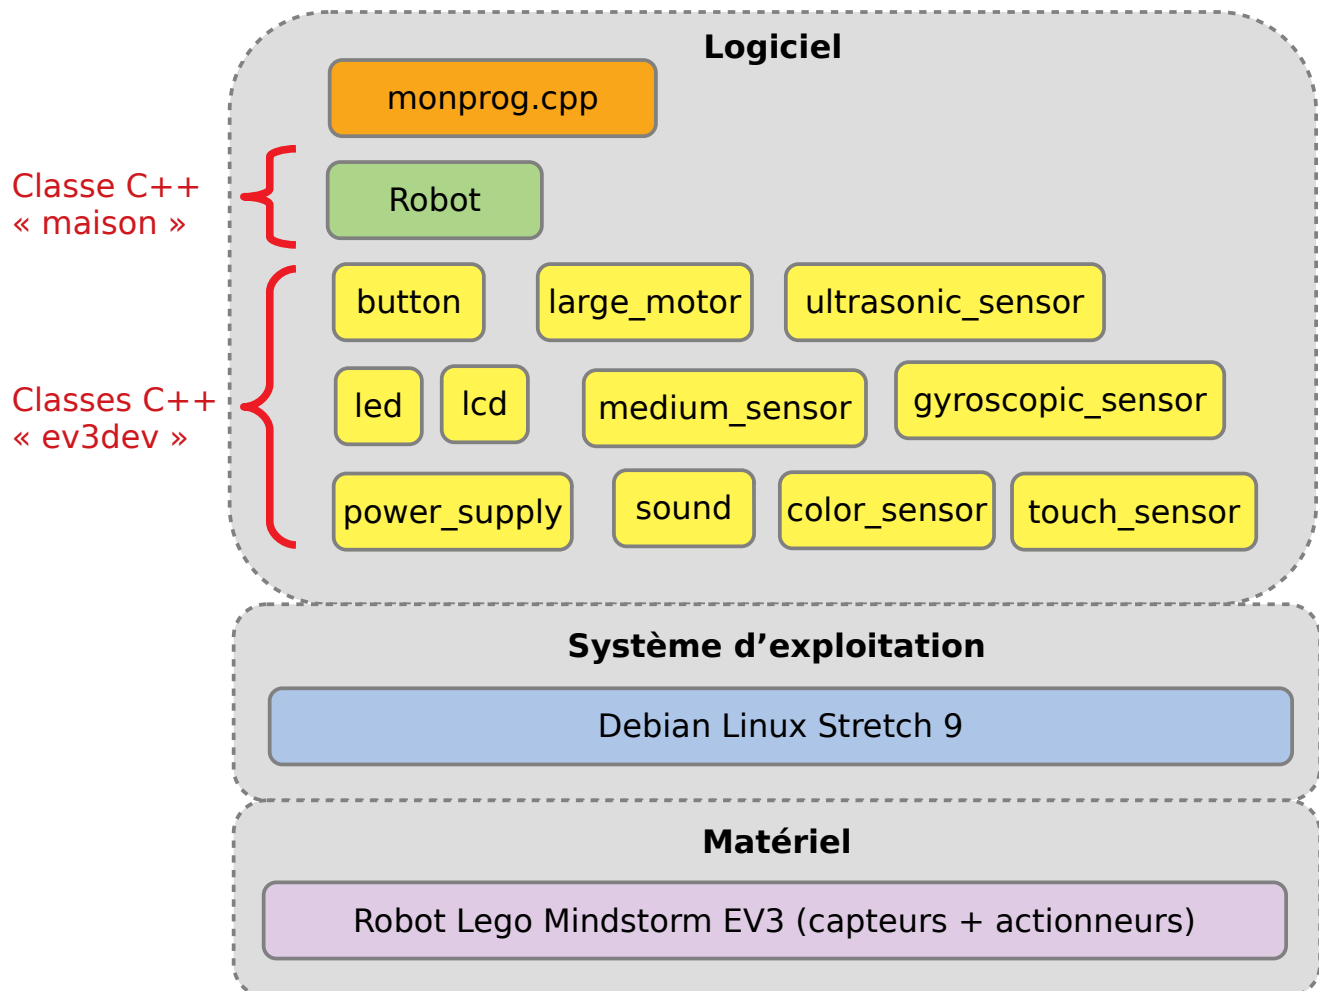 Logiciel
monprog.cpp
Classe C++
« maison »
Robot
Classes C++
« ev3dev »
button
large_motor
ultrasonic_sensor
led
lcd
medium_sensor
gyroscopic_sensor
power_supply
sound
color_sensor
touch_sensor
Système d’exploitation
Debian Linux Stretch 9
Matériel
Robot Lego Mindstorm EV3 (capteurs + actionneurs)